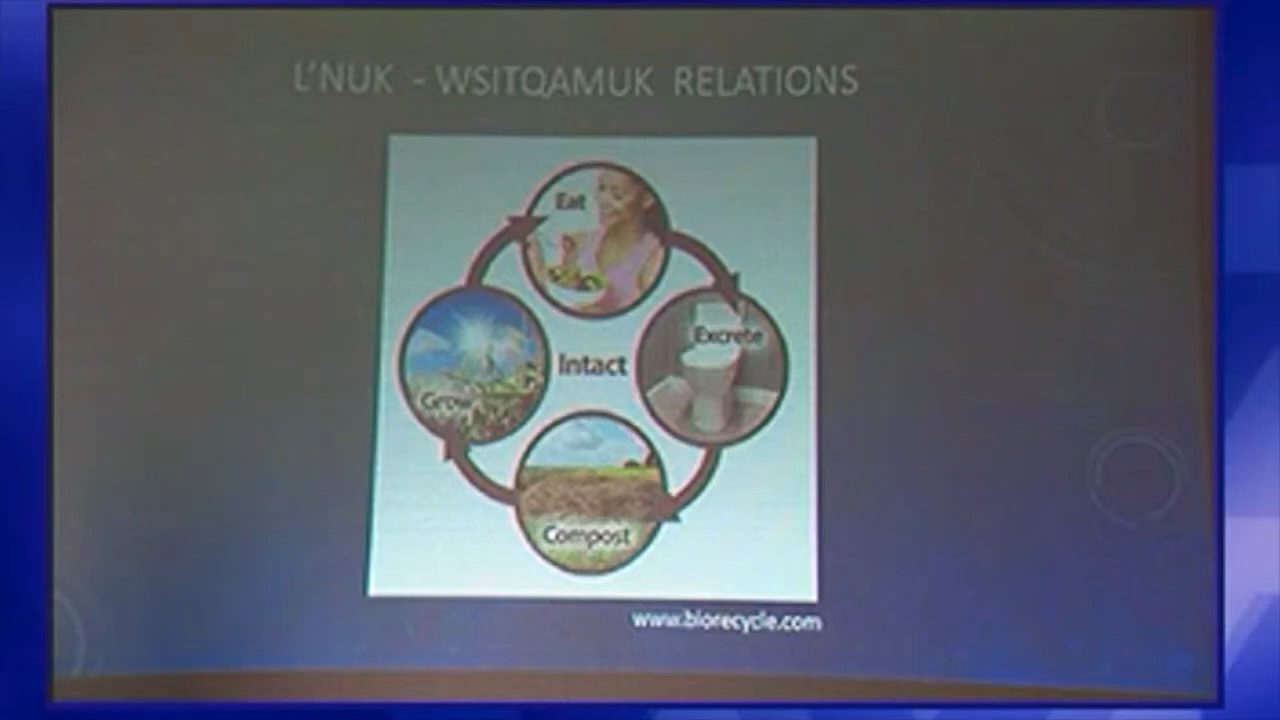 L'NUK - WSITQAMUK RELATIONS
Eat
Excrete
Intact
Grow
Compost
www.biorecycle.com